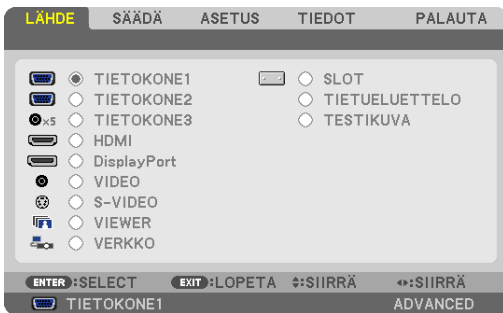 LÄHDE SÄÄDÄ ASETUS TIEDOT PALAUTA
TIETOKONE1
TIETOKONE2
×5 TIETOKONE3
HDMI
DisplayPort
VIDEO
S-VIDEO
VIEWER
VERKKO
SLOT
TIETUELUETTELO
TESTIKUVA
ENTER :SELECT EXIT :LOPETA :SIIRRÄ :SIIRRÄ
TIETOKONE1 ADVANCED